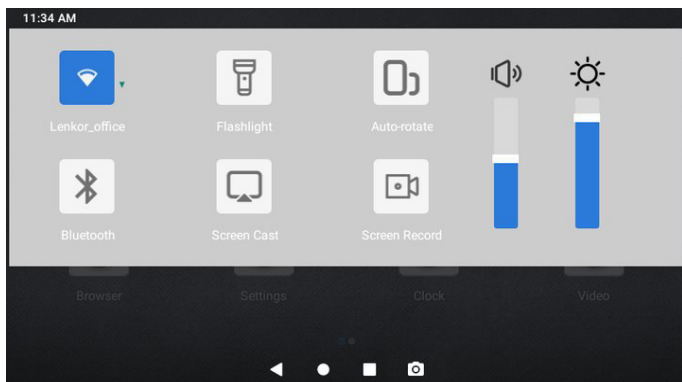 11:34 AM
Lenkor_office
Flashlight
Auto-rotate
Bluetooth
Screen Cast
Screen Record
Browser
Settings
Clock
Video